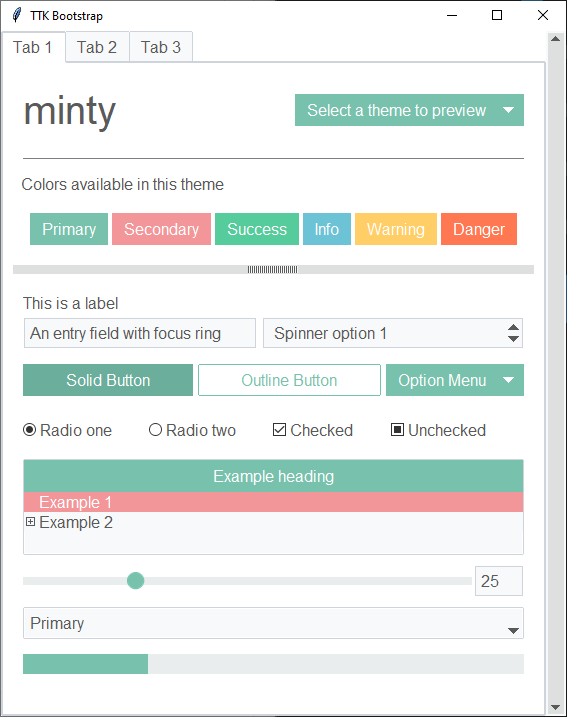 TTK Bootstrap
Tab 1 Tab 2 Tab 3
minty Select a theme to preview
Colors available in this theme
Primary Secondary Success Info Warning Danger
This is a label
An entry field with focus ring Spinner option 1
Solid Button Outline Button Option Menu
Radio one Radio two Checked Unchecked
Example heading
Example 1
Example 2
25
Primary